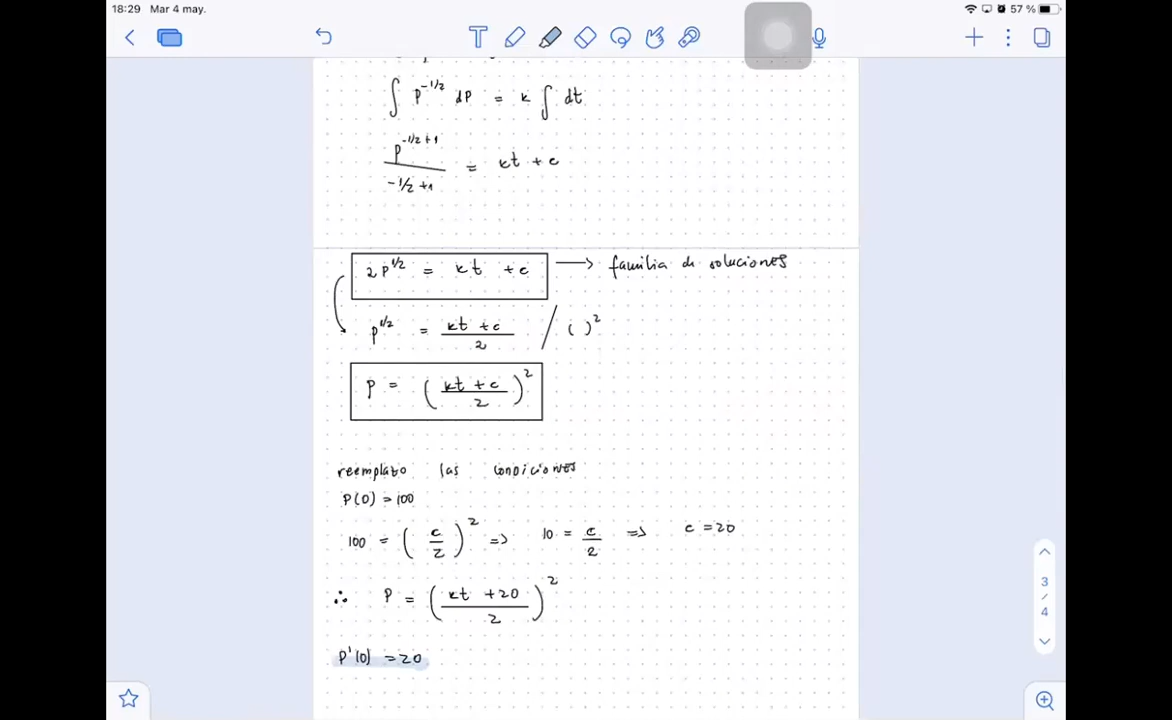 18:29 Mar 4 may.
57 %
∫ P^-1/2 dP = k ∫ dt
P^-1/2+1 / -1/2+1 = kt + c
2P^1/2 = kt + c → familia de soluciones
P^1/2 = (kt + c)/2 / ( )^2
P = ((kt + c)/2)^2
reemplazo las condiciones
P(0) = 100
100 = (c/2)^2 => 10 = c/2 => c = 20
∴ P = ((kt + 20)/2)^2
P'(0) = 20
3
/
4